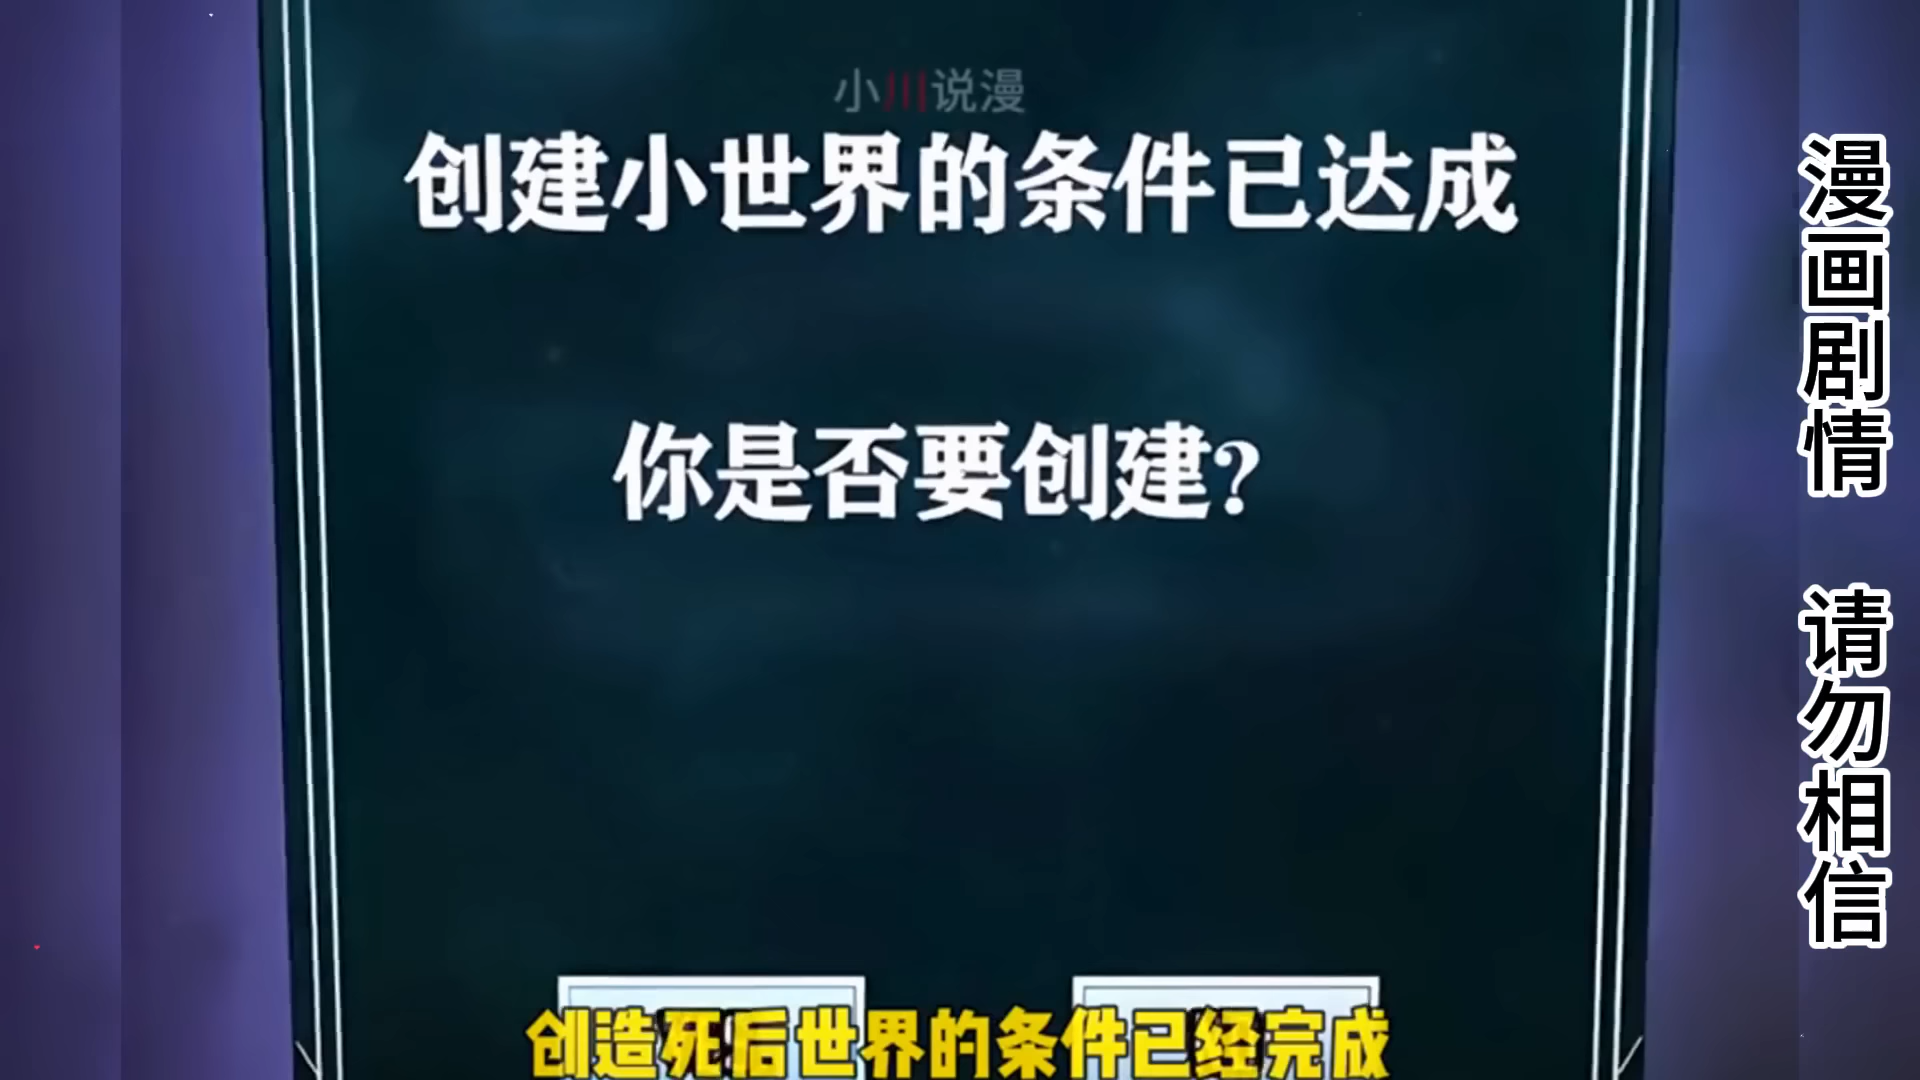 小川说漫
创建小世界的条件已达成
你是否要创建?
创造死后世界的条件已经完成
漫画剧情 请勿相信